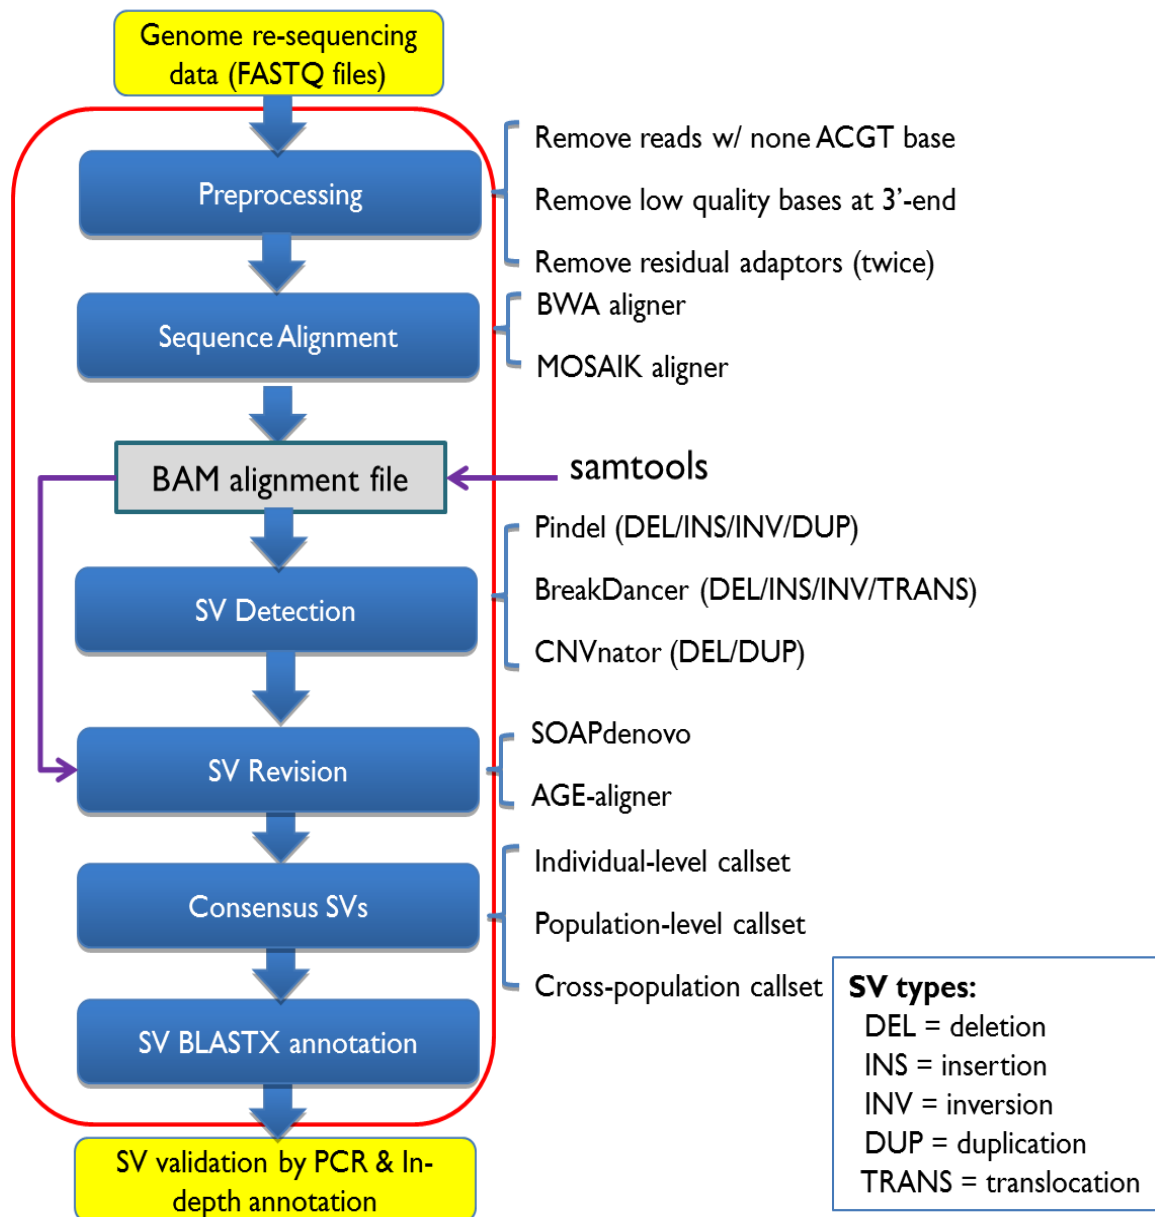 Genome re-sequencing
data (FASTQ files)
Preprocessing
Remove reads w/ none ACGT base
Remove low quality bases at 3’-end
Remove residual adaptors (twice)
Sequence Alignment
BWA aligner
MOSAIK aligner
BAM alignment file
samtools
SV Detection
Pindel (DEL/INS/INV/DUP)
BreakDancer (DEL/INS/INV/TRANS)
CNVnator (DEL/DUP)
SV Revision
SOAPdenovo
AGE-aligner
Consensus SVs
Individual-level callset
Population-level callset
Cross-population callset
SV BLASTX annotation
SV validation by PCR & In-
depth annotation
SV types:
DEL = deletion
INS = insertion
INV = inversion
DUP = duplication
TRANS = translocation